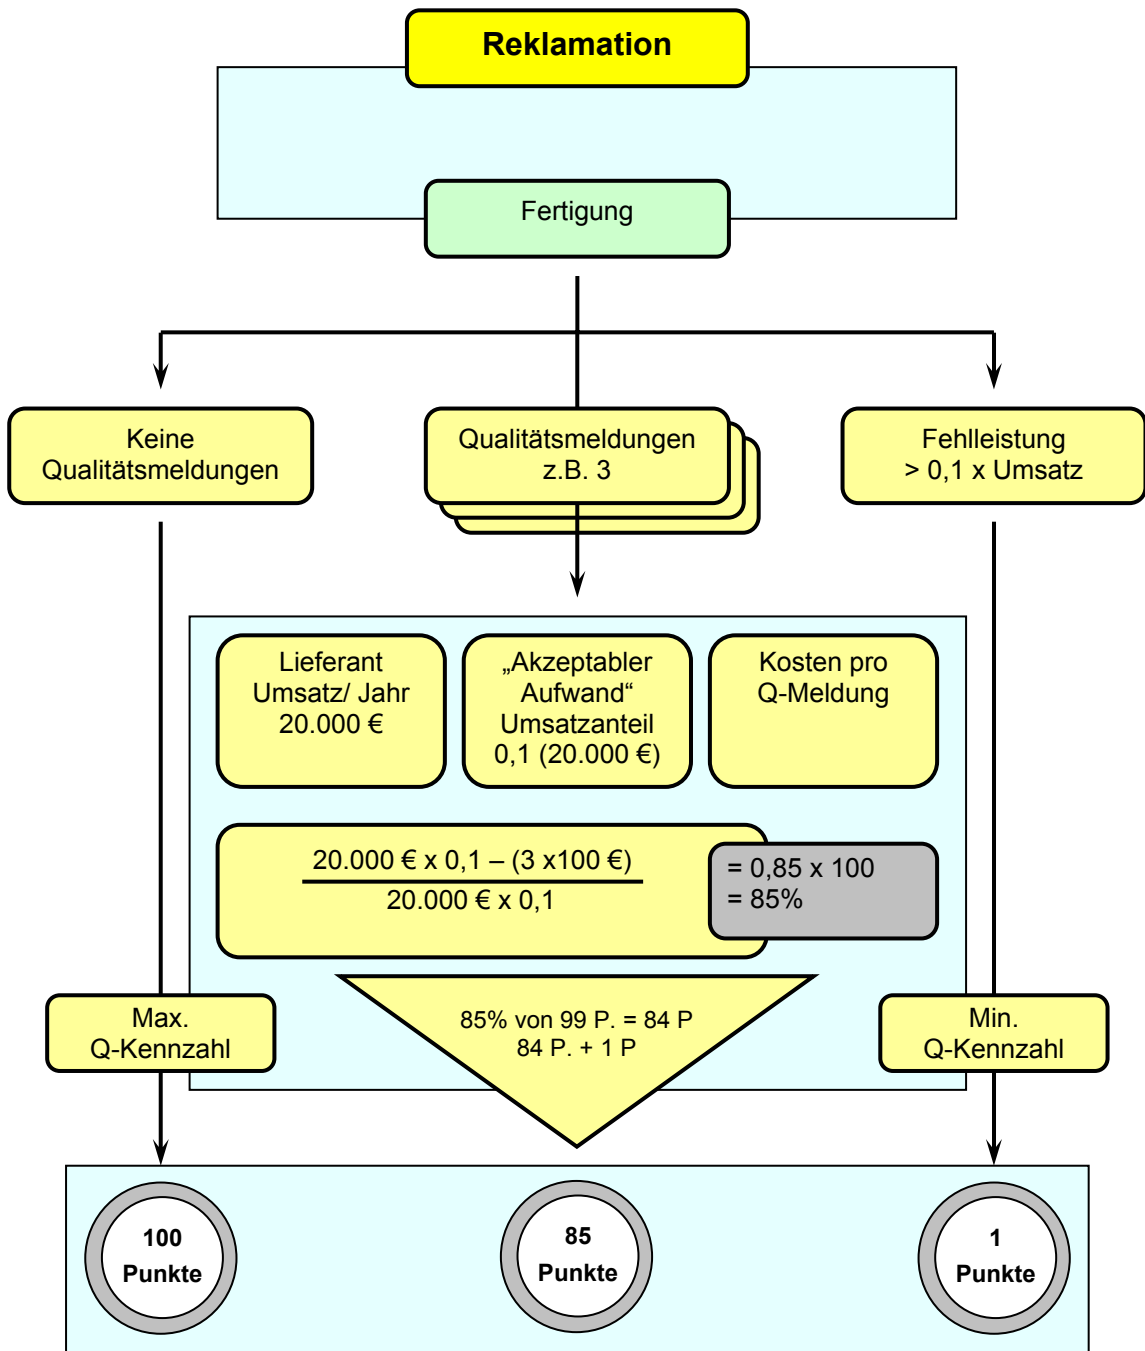 Reklamation
Fertigung
Keine
Qualitätsmeldungen
Qualitätsmeldungen
z.B. 3
Fehlleistung
> 0,1 x Umsatz
Lieferant
Umsatz/ Jahr
20.000 €
„Akzeptabler
Aufwand“
Umsatzanteil
0,1 (20.000 €)
Kosten pro
Q-Meldung
20.000 € x 0,1 – (3 x100 €)
20.000 € x 0,1
= 0,85 x 100
= 85%
Max.
Q-Kennzahl
85% von 99 P. = 84 P
84 P. + 1 P
Min.
Q-Kennzahl
100
Punkte
85
Punkte
1
Punkte